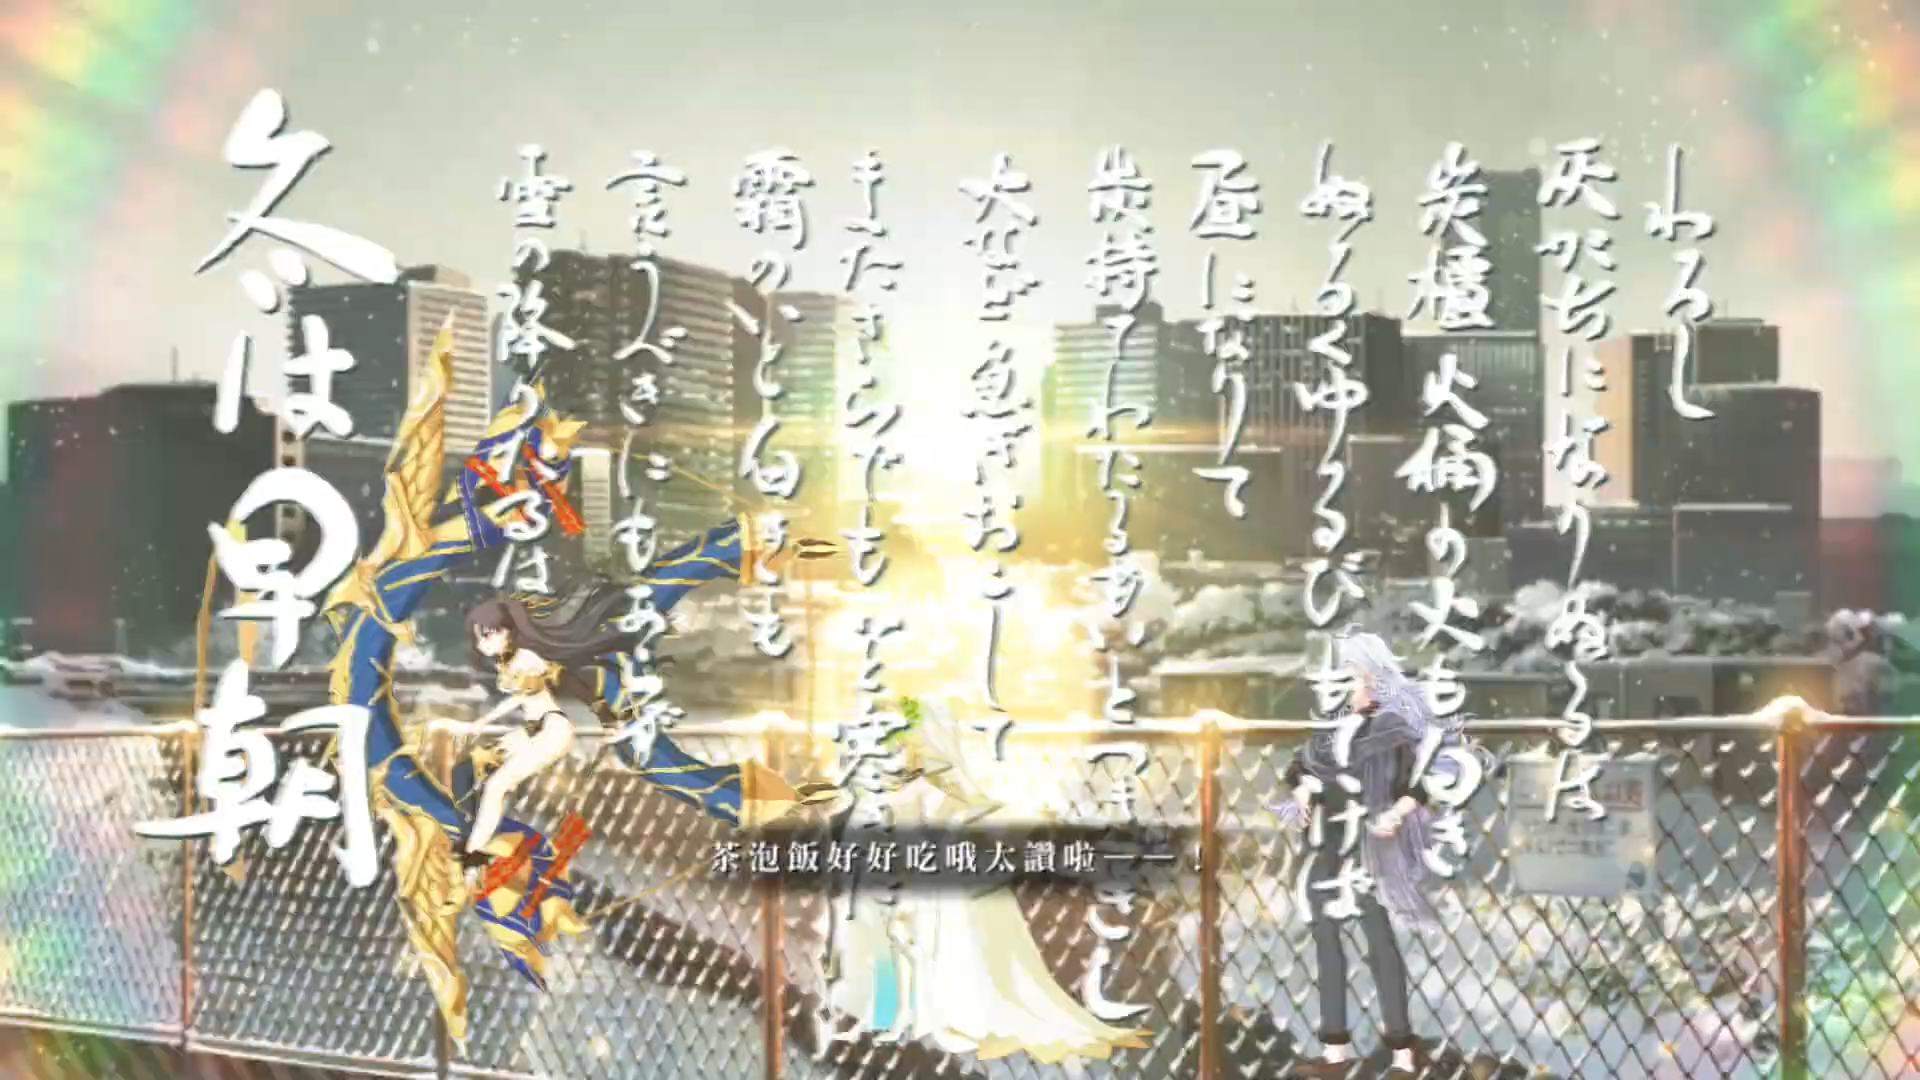 冬は早朝
雪の降りたるは
言うべきにもあらず
霜のいと白きも
またさらでも いと寒きに
火など急ぎおこして
炭持てわたるもいとつきづきし
昼になりて
ぬるくゆるびもていけば
炭櫃 火桶の火も白き
灰がちになりぬるは
わるし
茶泡飯好好吃哦太讚啦——！